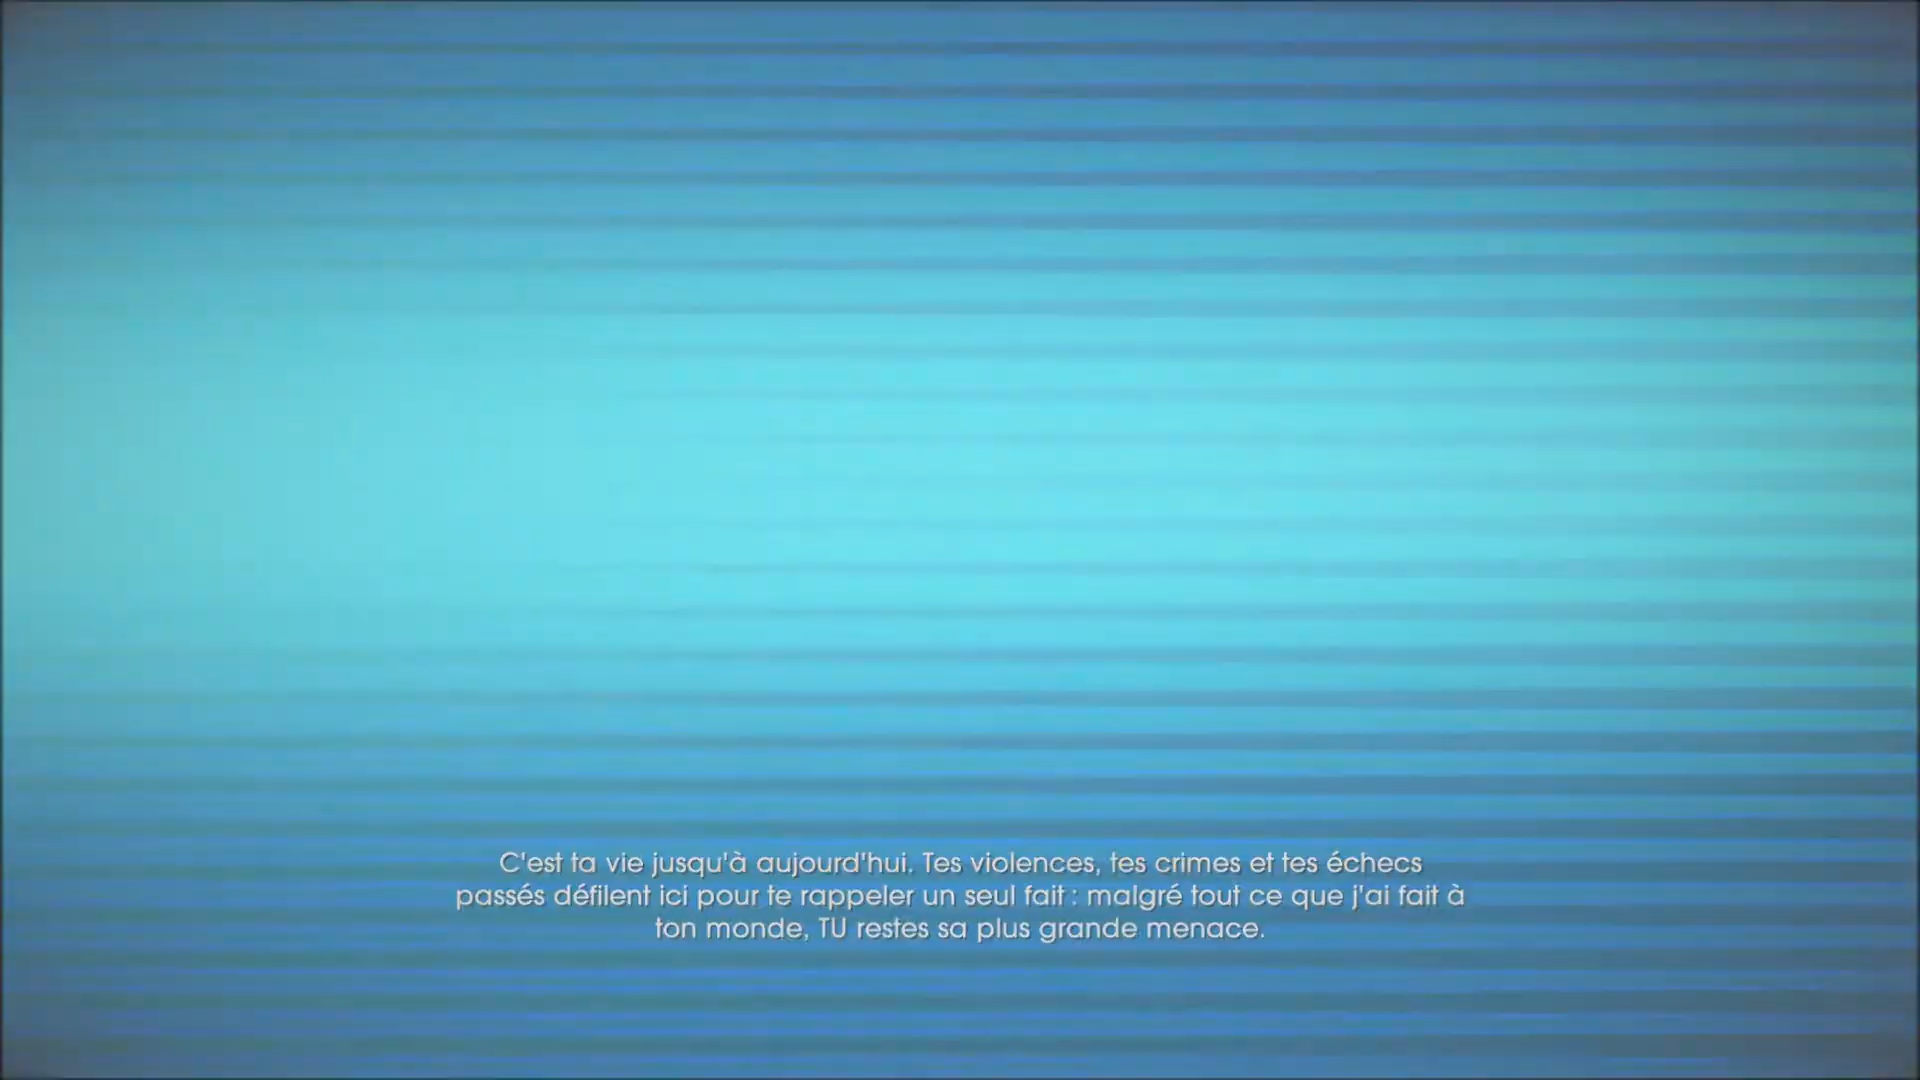 C'est ta vie jusqu'à aujourd'hui. Tes violences, tes crimes et tes échecs
passés défilent ici pour te rappeler un seul fait : malgré tout ce que j'ai fait à
ton monde, TU restes sa plus grande menace.